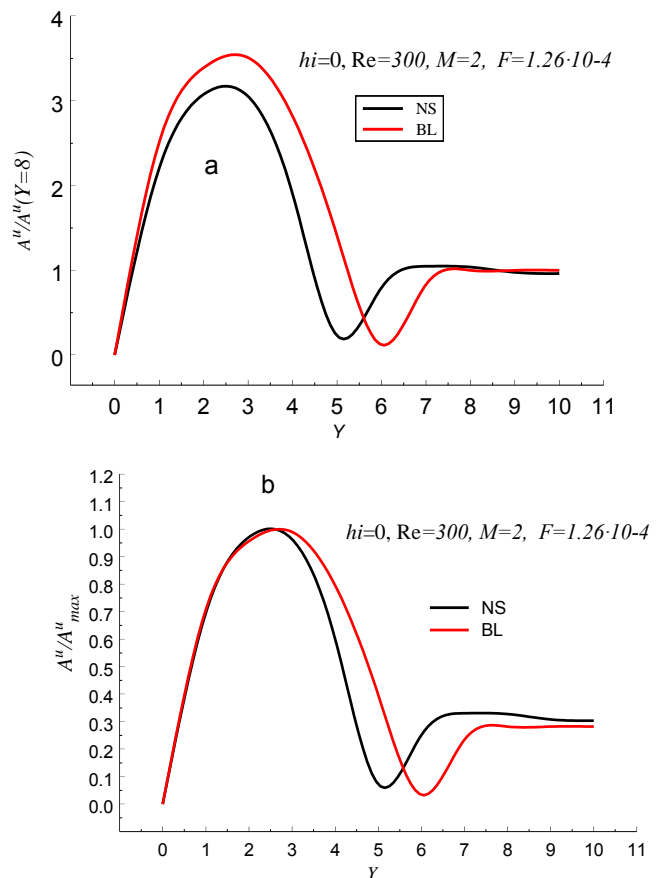 4
hi=0, Re=300, M=2, F=1.26·10-4
3
NS
BL
a
2
A^u/A^u(Y=8)
1
0
0 1 2 3 4 5 6 7 8 9 10 11
Y
1.2
b
1.1
1.0
hi=0, Re=300, M=2, F=1.26·10-4
0.9
0.8
NS
0.7
BL
0.6
A^u/A^u_max
0.5
0.4
0.3
0.2
0.1
0.0
0 1 2 3 4 5 6 7 8 9 10 11
Y